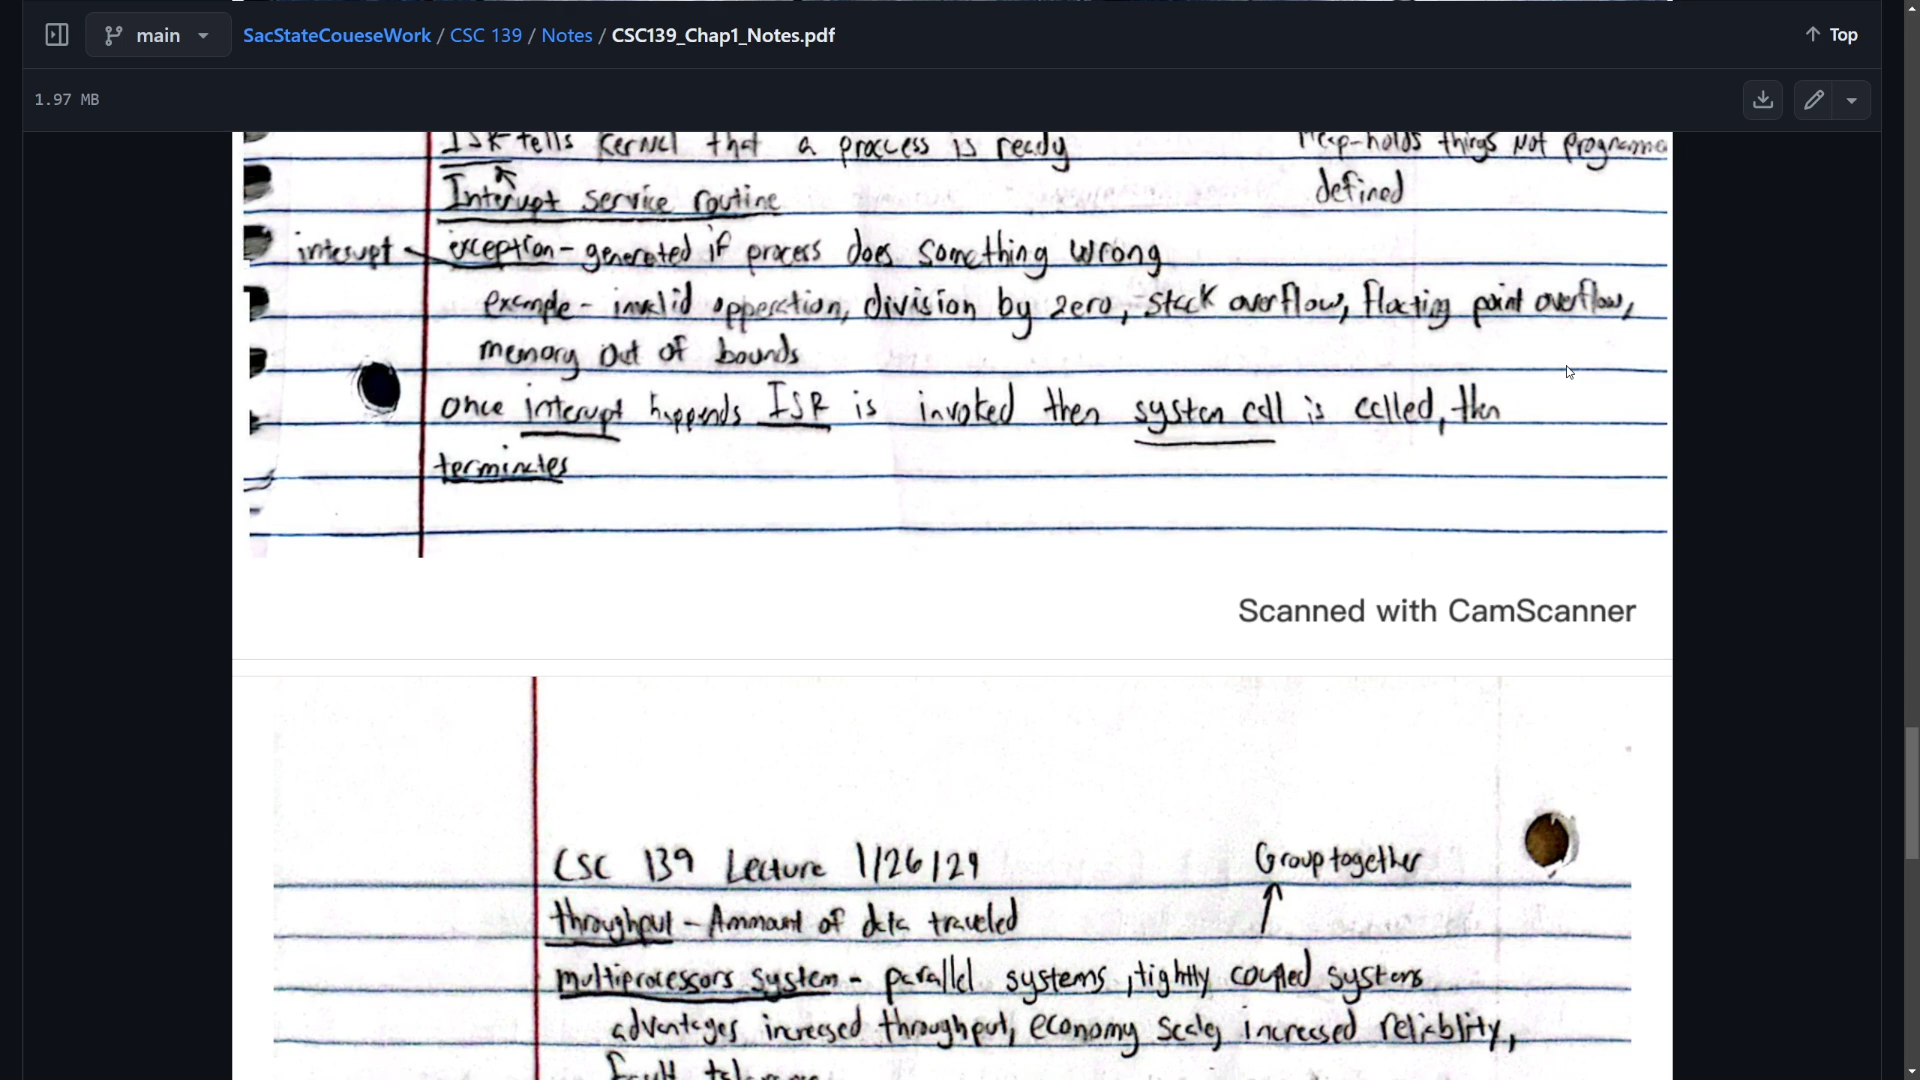 main
SacStateCoueseWork / CSC 139 / Notes / CSC139_Chap1_Notes.pdf
Top
1.97 MB
ISR tells Kernel that a proccess is ready
holds things not programme
defined
Interupt service routine
interupt
exception - generated if process does something wrong
example - invalid opperation, division by zero, stack overflow, floating point overflow,
memory out of bounds
once interupt happends ISR is invoked then system call is called, then
terminates
Scanned with CamScanner
CSC 139 Lecture 1/26/24
Group together
throughput - Ammount of data traveled
multiprocessors system - parallel systems, tightly coupled systems
advantages increased throughput, economy scale, increased reliablity,